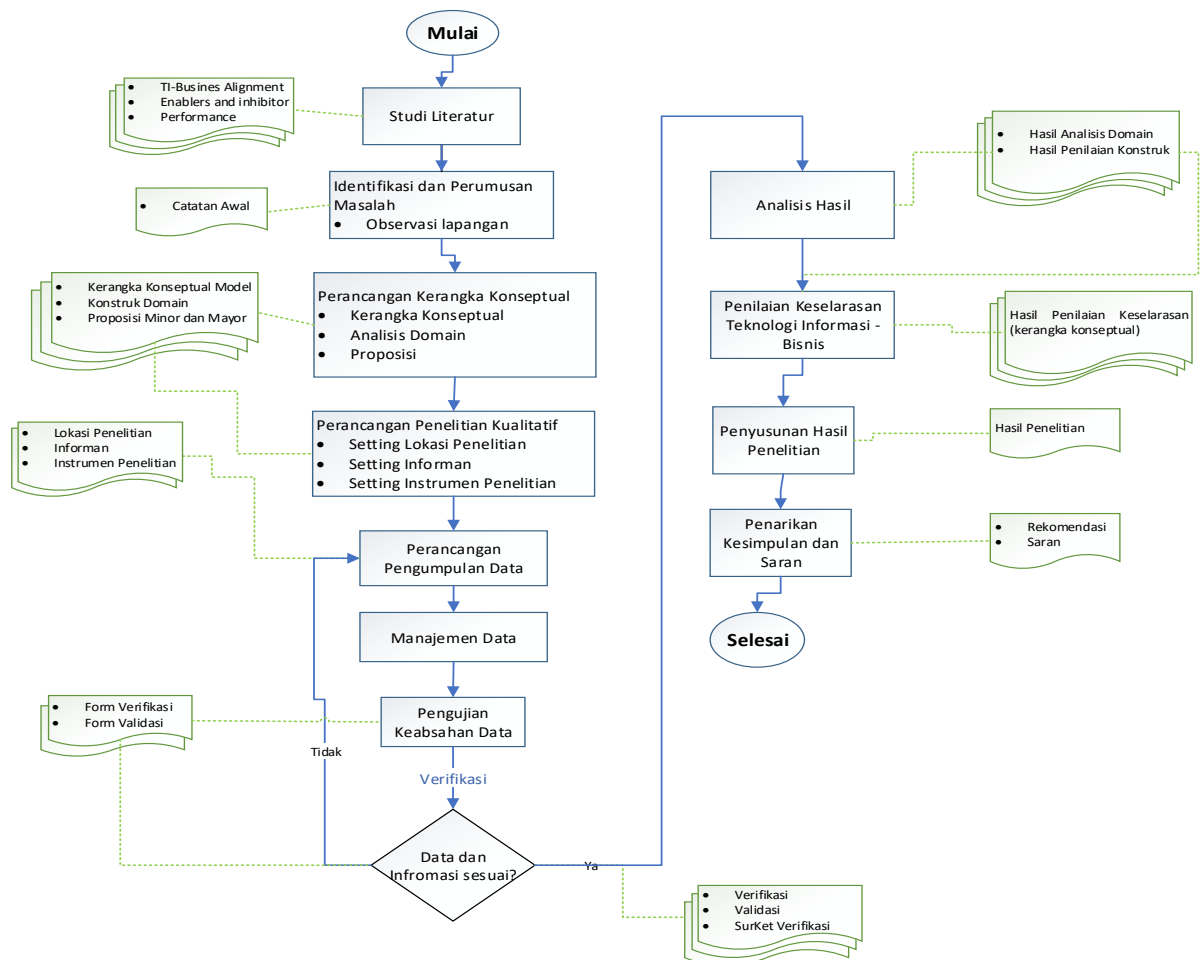 Mulai
• TI-Busines Alignment
• Enablers and inhibitor
• Performance
Studi Literatur
• Catatan Awal
Identifikasi dan Perumusan
Masalah
• Observasi lapangan
• Kerangka Konseptual Model
• Konstruk Domain
• Proposisi Minor dan Mayor
Perancangan Kerangka Konseptual
• Kerangka Konseptual
• Analisis Domain
• Proposisi
• Lokasi Penelitian
• Informan
• Instrumen Penelitian
Perancangan Penelitian Kualitatif
• Setting Lokasi Penelitian
• Setting Informan
• Setting Instrumen Penelitian
Perancangan
Pengumpulan Data
Manajemen Data
• Form Verifikasi
• Form Validasi
Pengujian
Keabsahan Data
Tidak
Verifikasi
Data dan
Infromasi sesuai?
Ya
• Verifikasi
• Validasi
• SurKet Verifikasi
Analisis Hasil
• Hasil Analisis Domain
• Hasil Penilaian Konstruk
Penilaian Keselarasan
Teknologi Informasi -
Bisnis
Hasil Penilaian Keselarasan
(kerangka konseptual)
Penyusunan Hasil
Penelitian
Hasil Penelitian
Penarikan
Kesimpulan dan
Saran
• Rekomendasi
• Saran
Selesai